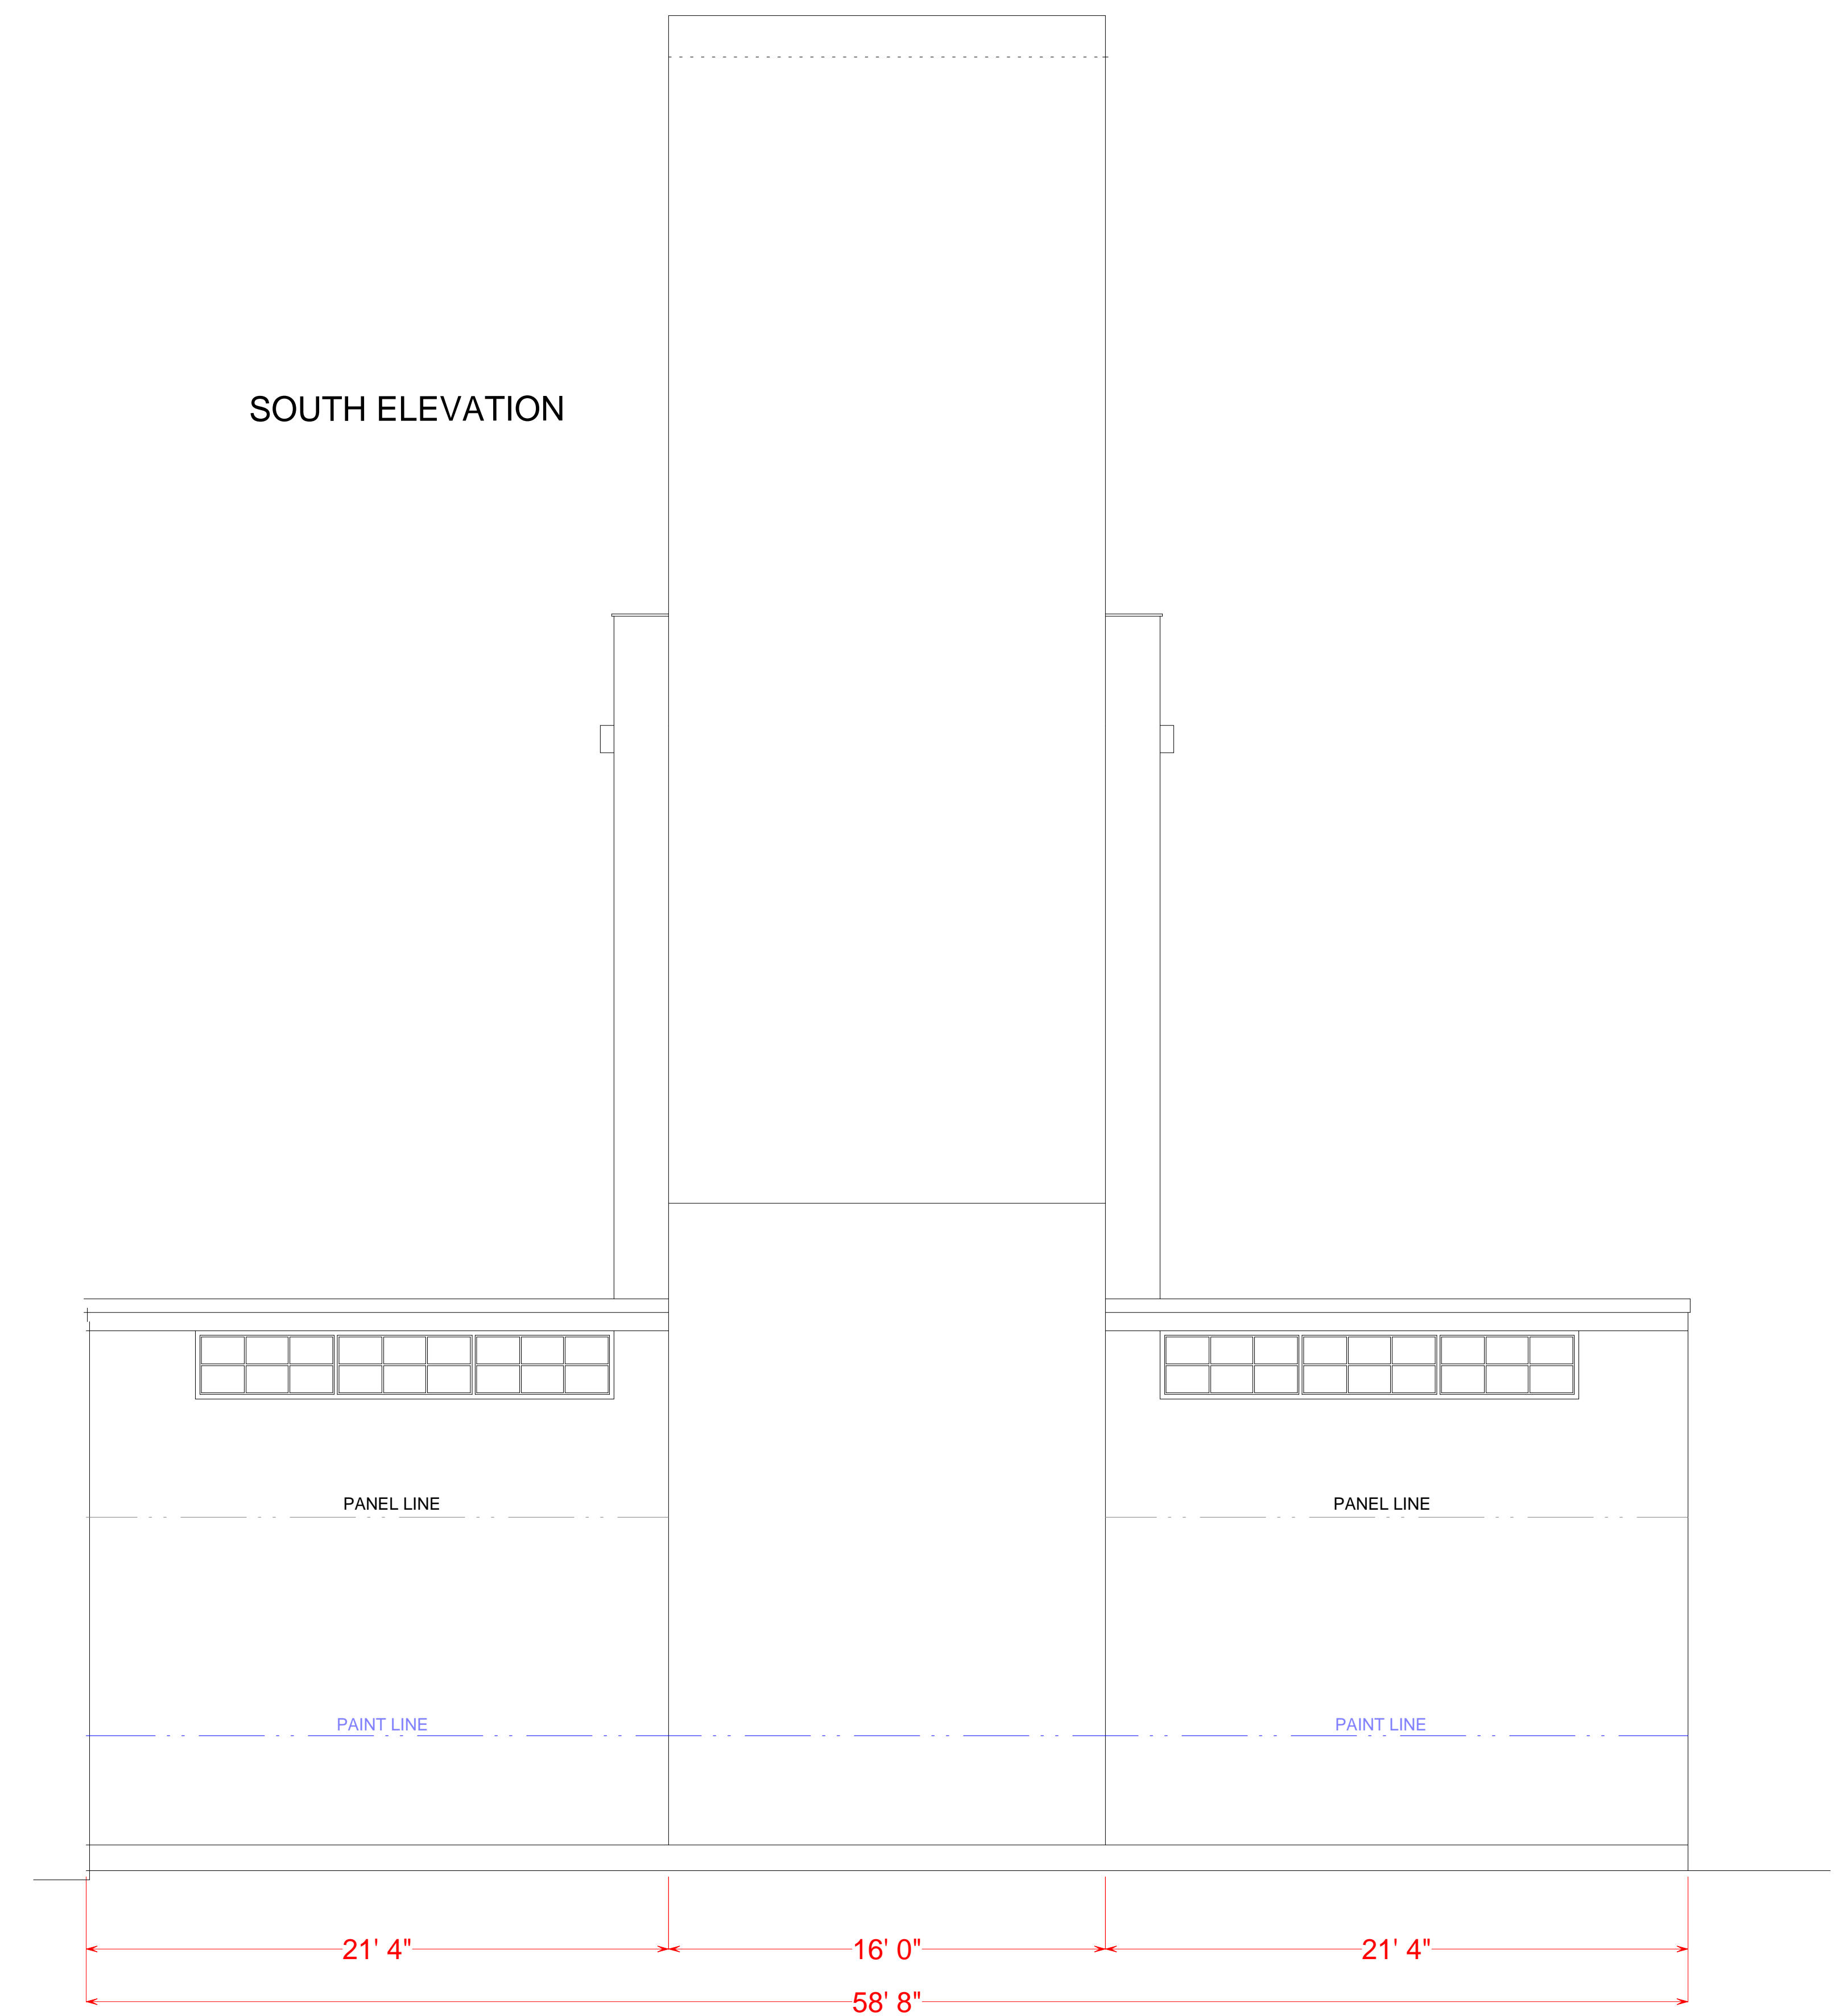 SOUTH ELEVATION
PANEL LINE
PANEL LINE
PAINT LINE
PAINT LINE
21' 4"
16' 0"
21' 4"
58' 8"